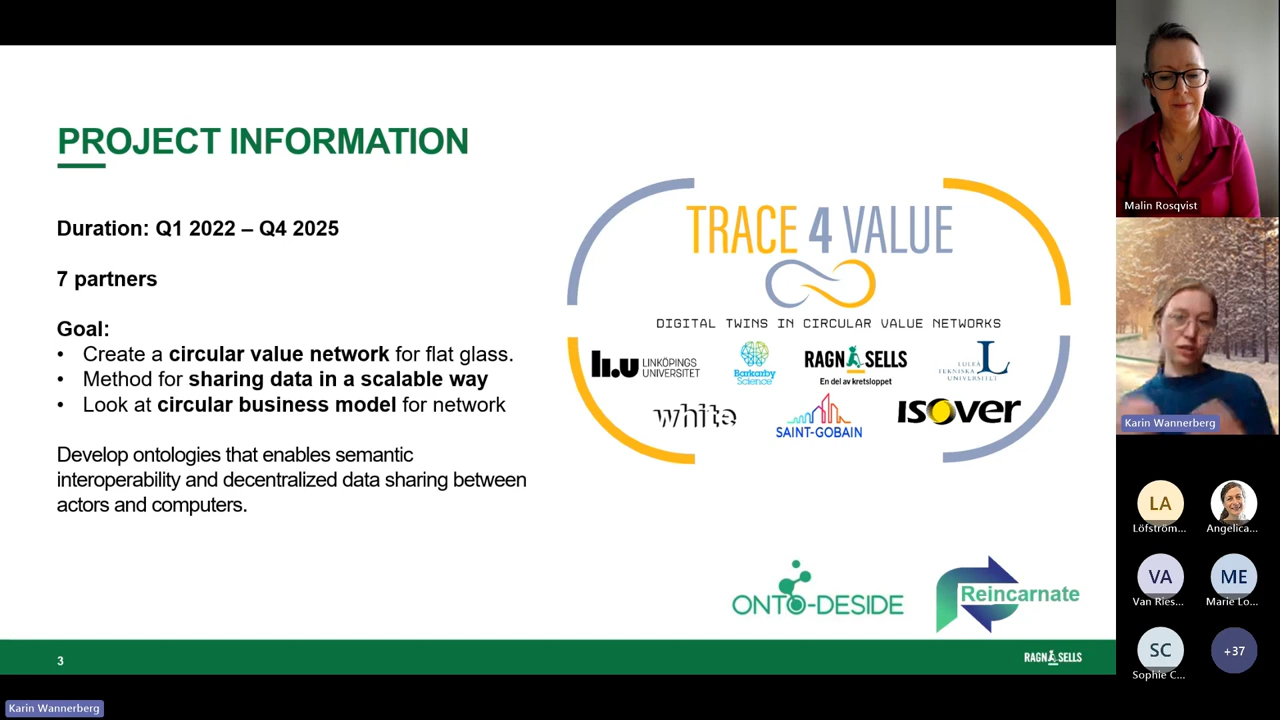 PROJECT INFORMATION
Duration: Q1 2022 – Q4 2025
7 partners
Goal:
• Create a circular value network for flat glass.
• Method for sharing data in a scalable way
• Look at circular business model for network
Develop ontologies that enables semantic
interoperability and decentralized data sharing between
actors and computers.
TRACE 4 VALUE
DIGITAL TWINS IN CIRCULAR VALUE NETWORKS
LI.U LINKÖPINGS
UNIVERSITET
Barkarby
Science
RAGN SELLS
En del av kretsloppet
LULEÅ
TEKNISKA
UNIVERSITET
white
SAINT-GOBAIN
ISOVER
ONTO-DESIDE
Reincarnate
3
RAGN SELLS
Malin Rosqvist
Karin Wannerberg
LA
Löfström...
Angelica...
VA
Van Ries...
ME
Marie Lo...
SC
Sophie C...
+37
Karin Wannerberg